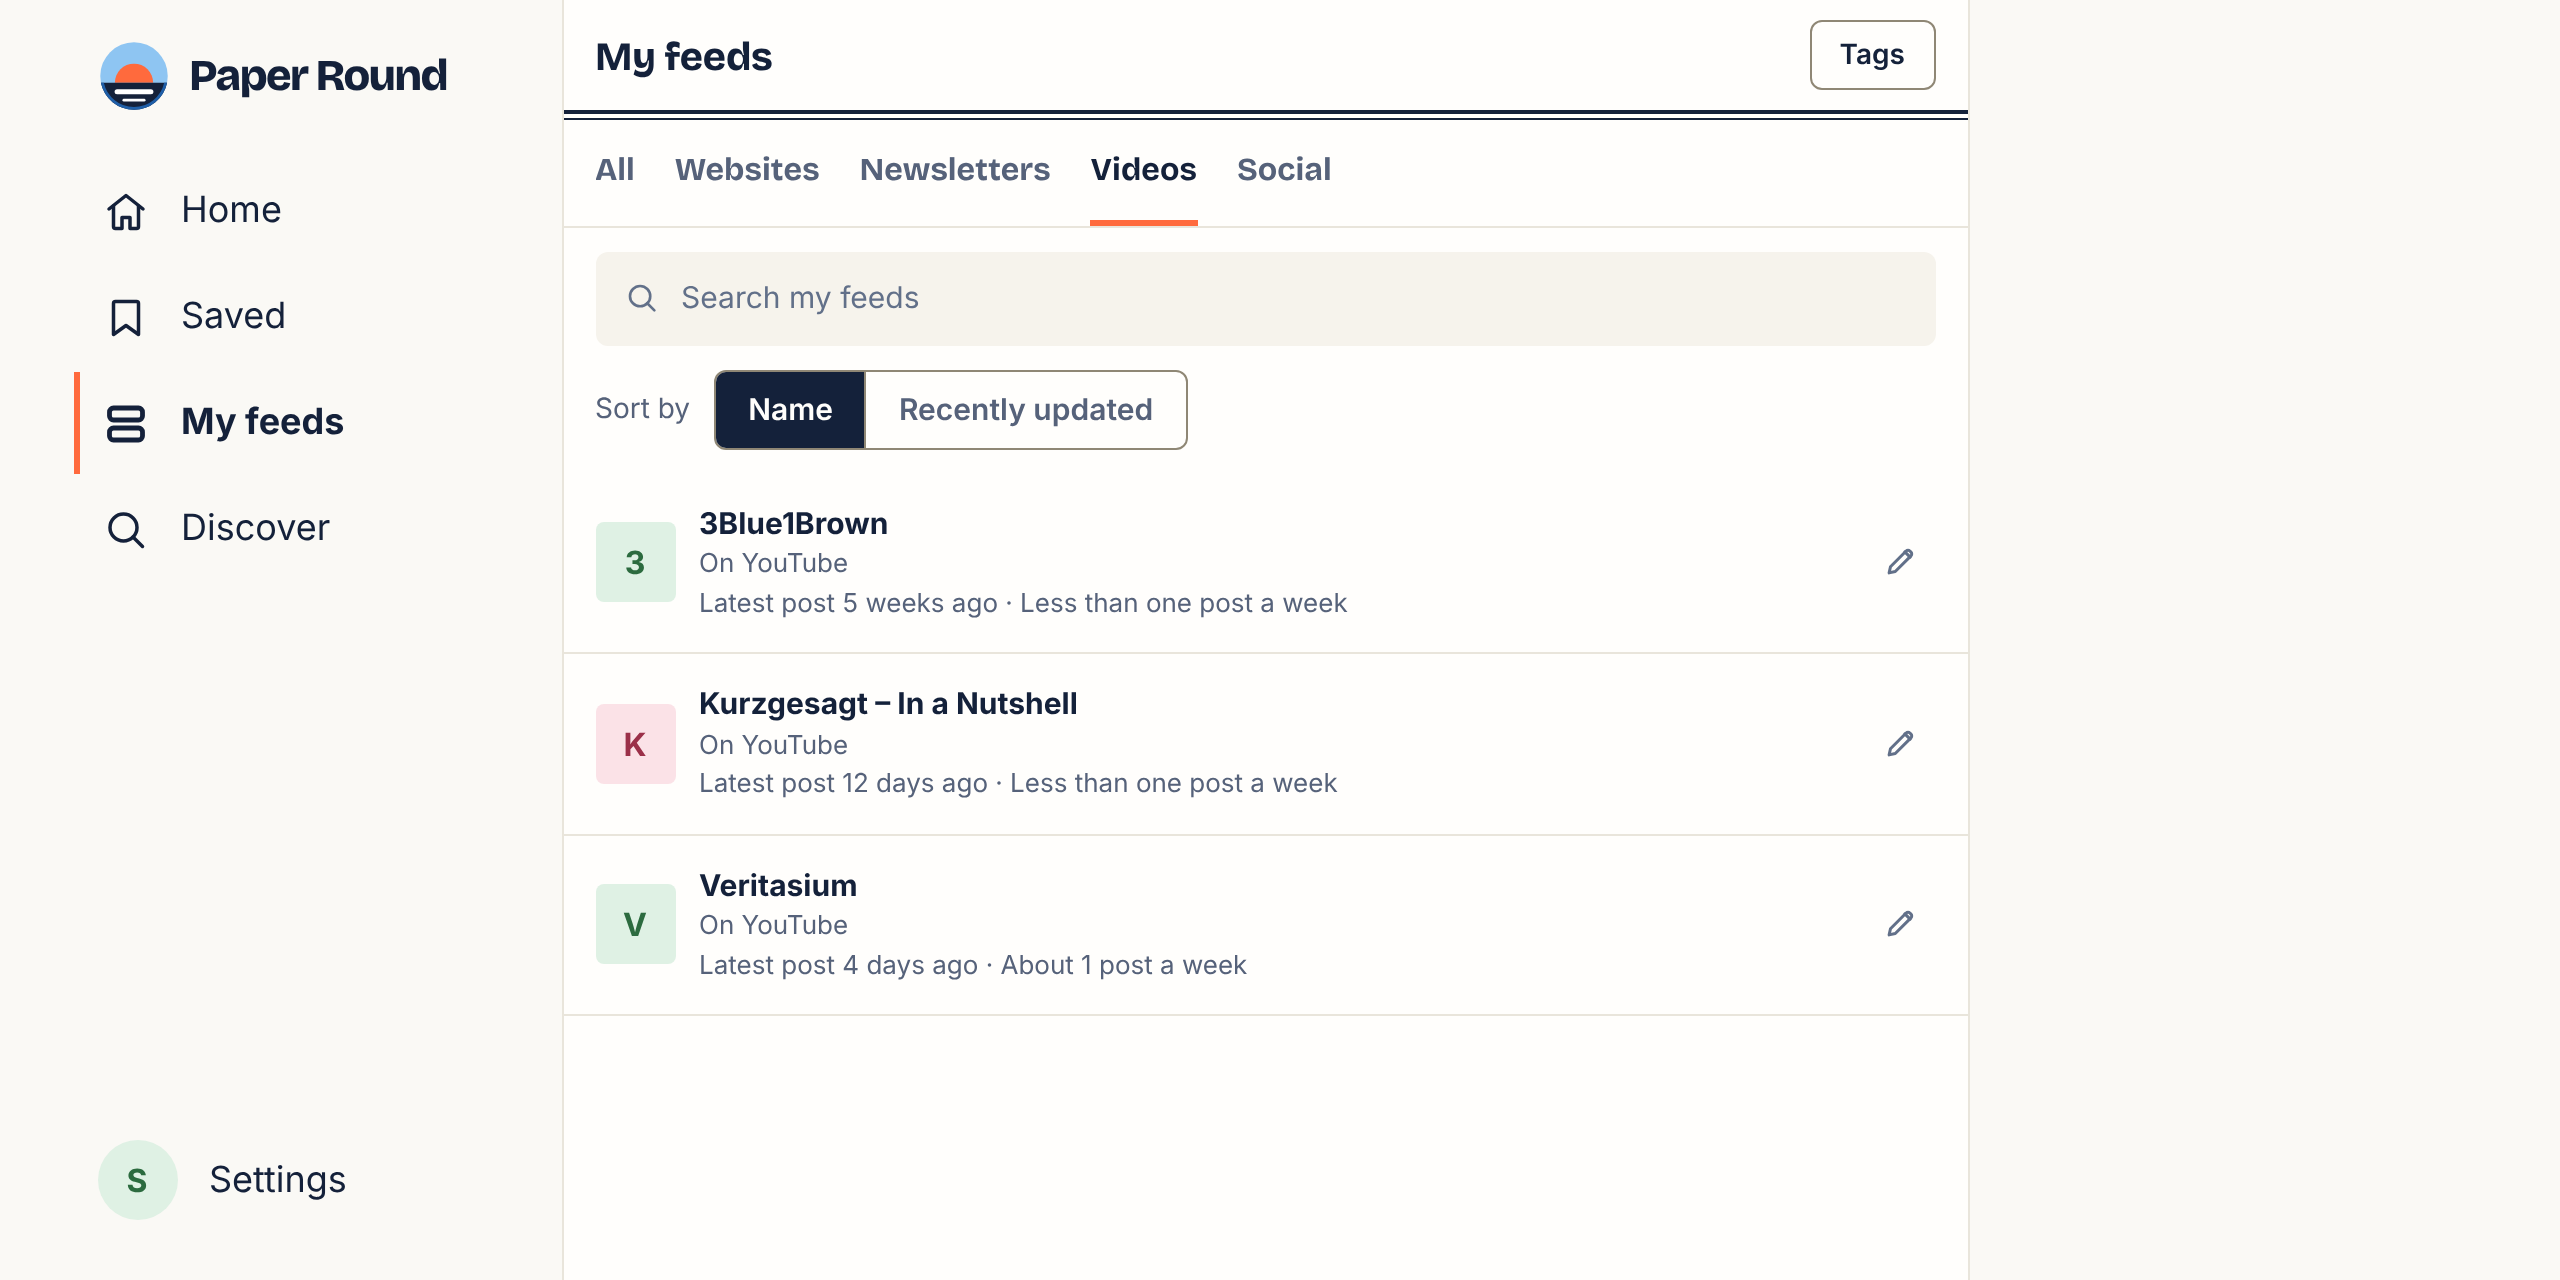 Paper Round
Home
Saved
My feeds
Discover
S
Settings
My feeds
Tags
All
Websites
Newsletters
Videos
Social
Search my feeds
Sort by
Name
Recently updated
3
3Blue1Brown
On YouTube
Latest post 5 weeks ago · Less than one post a week
K
Kurzgesagt – In a Nutshell
On YouTube
Latest post 12 days ago · Less than one post a week
V
Veritasium
On YouTube
Latest post 4 days ago · About 1 post a week